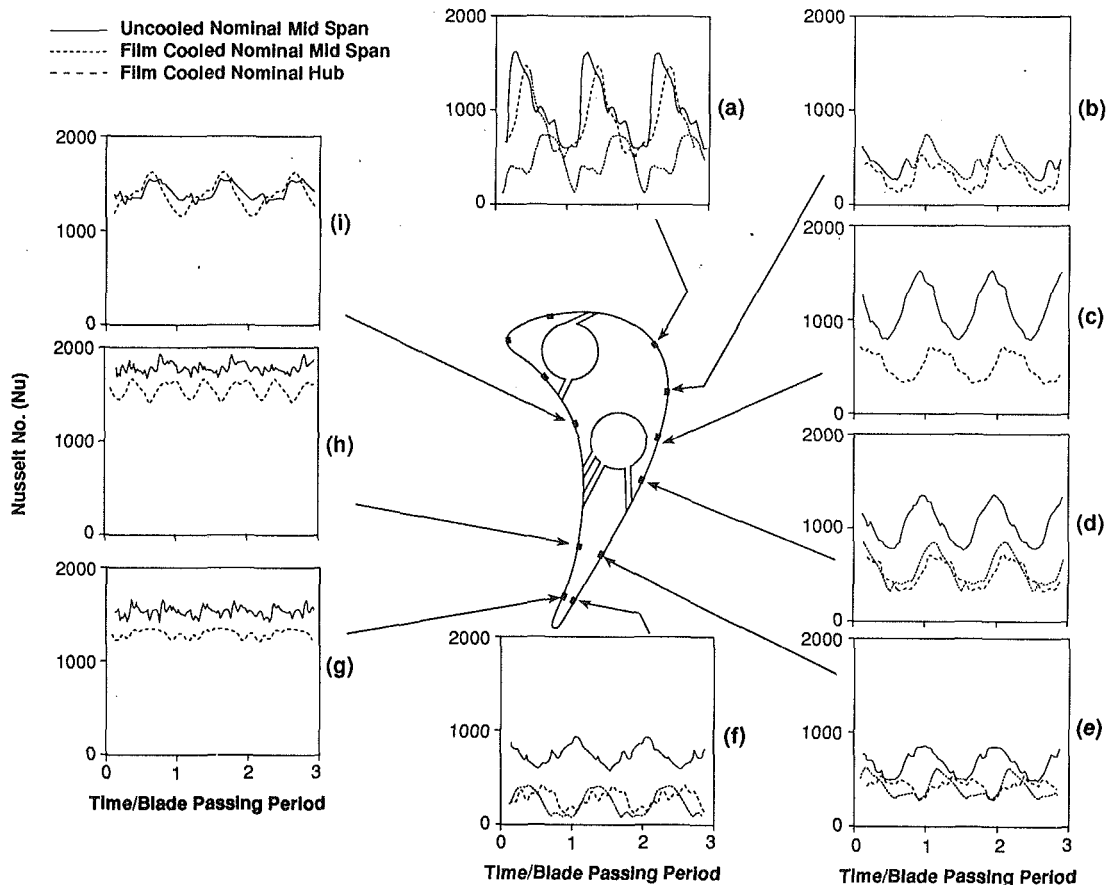 Uncooled Nominal Mid Span
Film Cooled Nominal Mid Span
Film Cooled Nominal Hub
2000
1000
0
(a)
2000
1000
0
(b)
2000
1000
0
(i)
2000
1000
0
(c)
2000
1000
0
(h)
2000
1000
0
(d)
Nusselt No. (Nu)
2000
1000
0
(g)
0 1 2 3
Time/Blade Passing Period
2000
1000
0
(f)
0 1 2 3
Time/Blade Passing Period
2000
1000
0
(e)
0 1 2 3
Time/Blade Passing Period